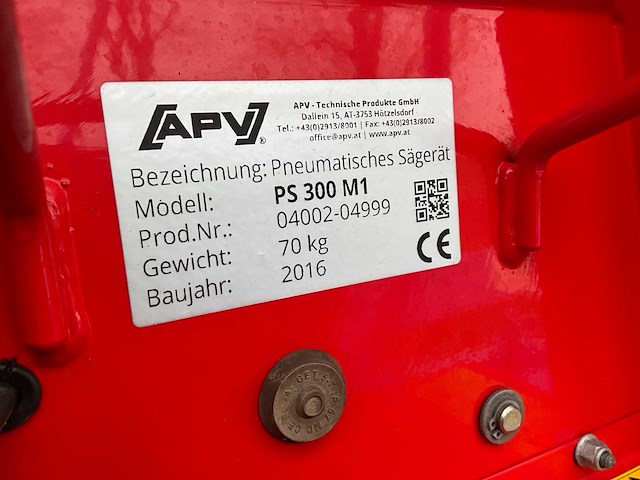 [APV]®
APV - Technische Produkte GmbH
Dallein 15, AT-3753 Hötzelsdorf
Tel.: +43(0)2913/8001 | Fax: +43(0)2913/8002
office@apv.at | www.apv.at
Bezeichnung: Pneumatisches Sägerät
Modell: PS 300 M1
Prod.Nr.: 04002-04999
Gewicht: 70 kg
Baujahr: 2016
CE